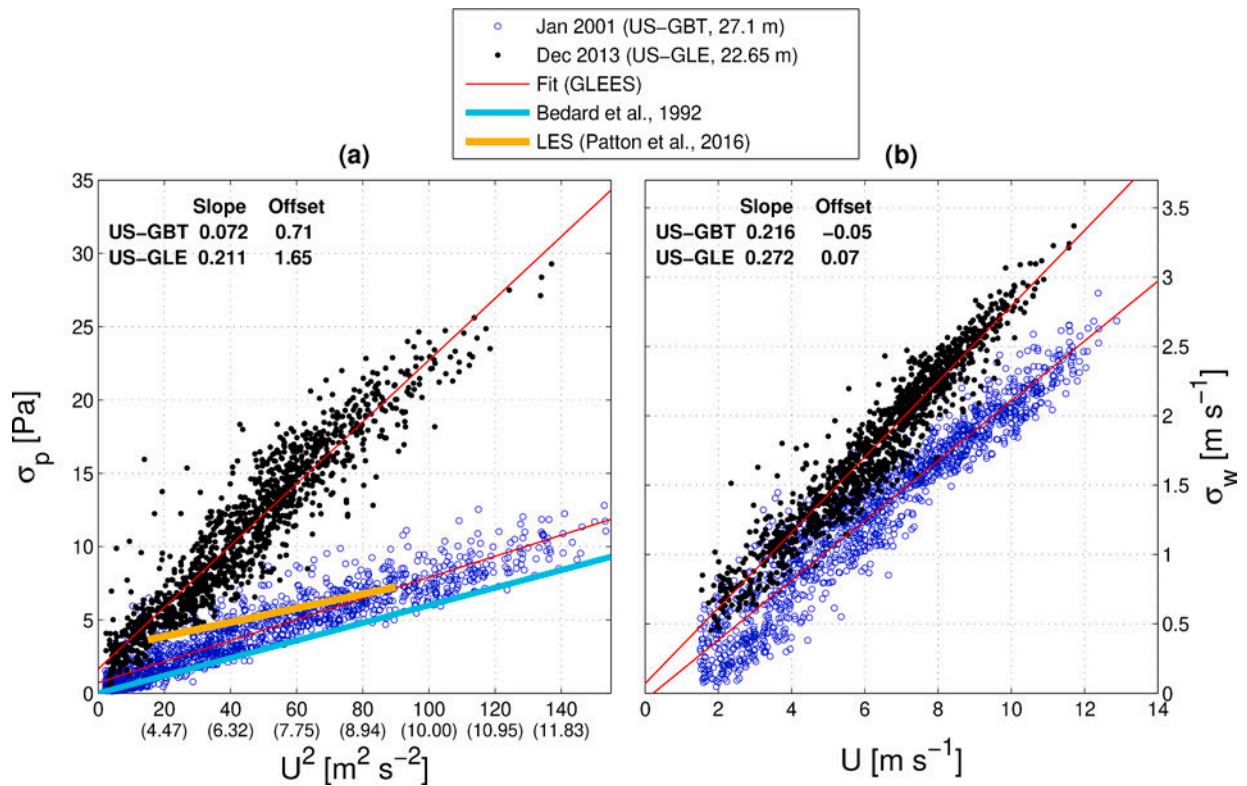 Jan 2001 (US-GBT, 27.1 m)
Dec 2013 (US-GLE, 22.65 m)
Fit (GLEES)
Bedard et al., 1992
LES (Patton et al., 2016)
(a)
Slope Offset
US-GBT 0.072 0.71
US-GLE 0.211 1.65
35
30
25
20
15
10
5
0
σp [Pa]
0 20 40 60 80 100 120 140
(4.47) (6.32) (7.75) (8.94) (10.00) (10.95) (11.83)
U² [m² s⁻²]
(b)
Slope Offset
US-GBT 0.216 −0.05
US-GLE 0.272 0.07
3.5
3
2.5
2
1.5
1
0.5
0
σw [m s⁻¹]
0 2 4 6 8 10 12 14
U [m s⁻¹]